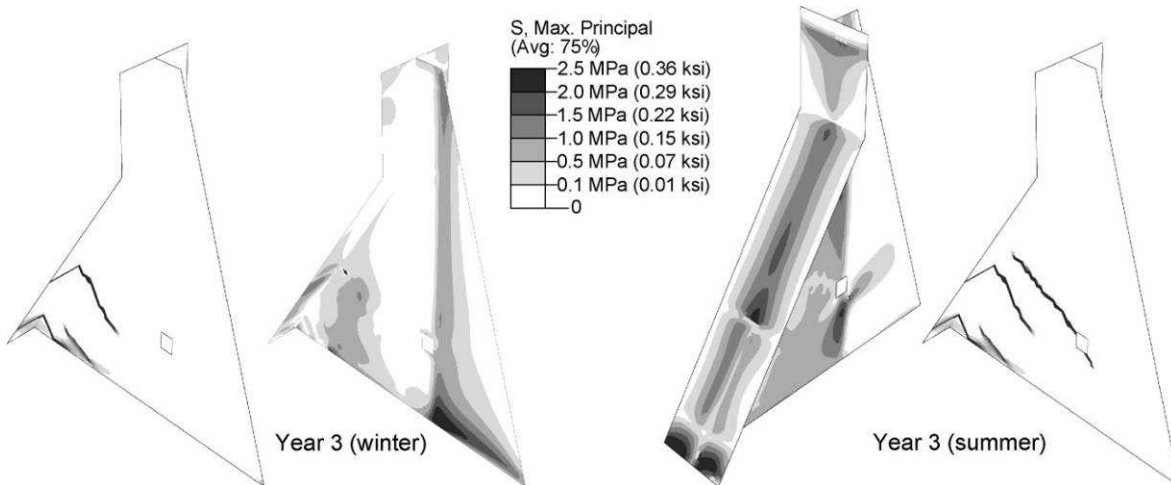 S, Max. Principal
(Avg: 75%)
2.5 MPa (0.36 ksi)
2.0 MPa (0.29 ksi)
1.5 MPa (0.22 ksi)
1.0 MPa (0.15 ksi)
0.5 MPa (0.07 ksi)
0.1 MPa (0.01 ksi)
0
Year 3 (winter)
Year 3 (summer)